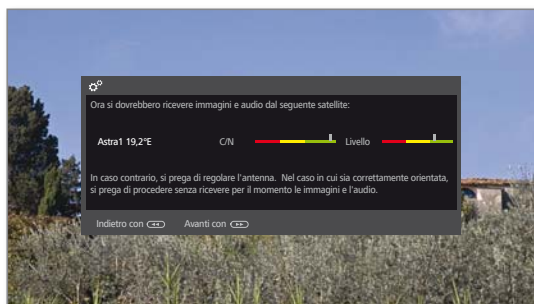 Ora si dovrebbero ricevere immagini e audio dal seguente satellite:
Astra1 19,2°E C/N Livello
In caso contrario, si prega di regolare l'antenna. Nel caso in cui sia correttamente orientata,
si prega di procedere senza ricevere per il momento le immagini e l'audio.
Indietro con Avanti con